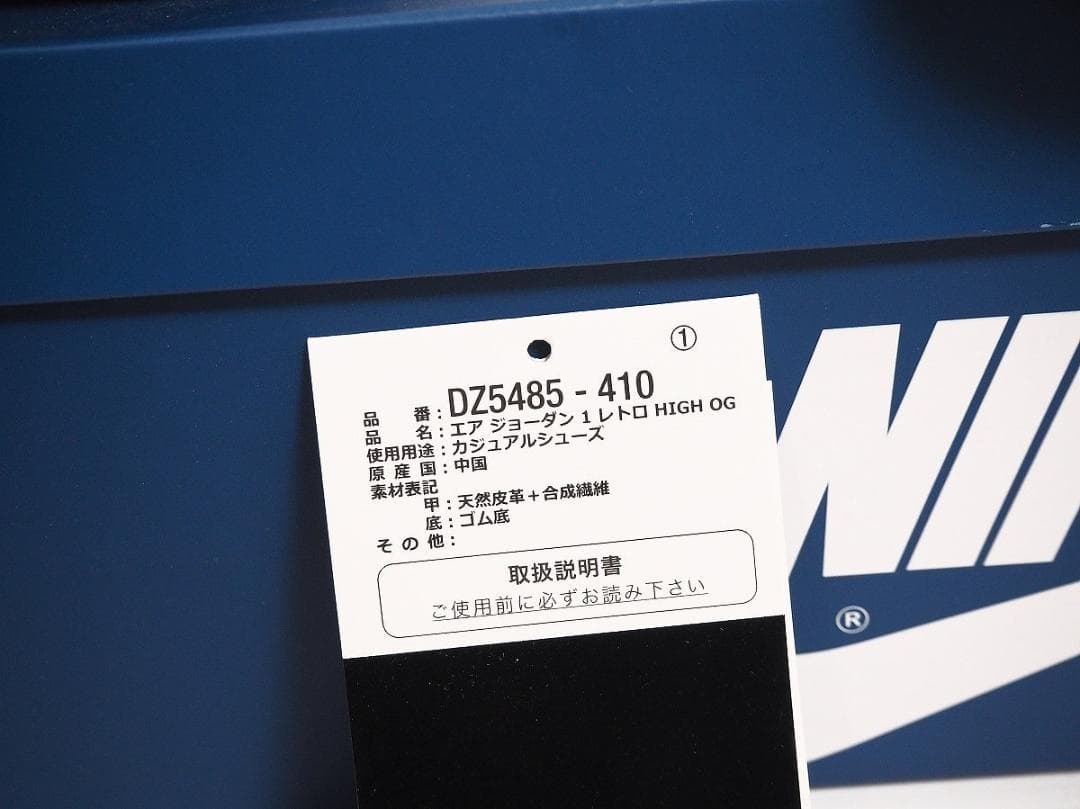 ①
品 番：DZ5485 - 410
品 名：エア ジョーダン 1 レトロ HIGH OG
使用用途：カジュアルシューズ
原 産 国：中国
素材表記
甲：天然皮革＋合成繊維
底：ゴム底
そ の 他：
取扱説明書
ご使用前に必ずお読み下さい
NI
®